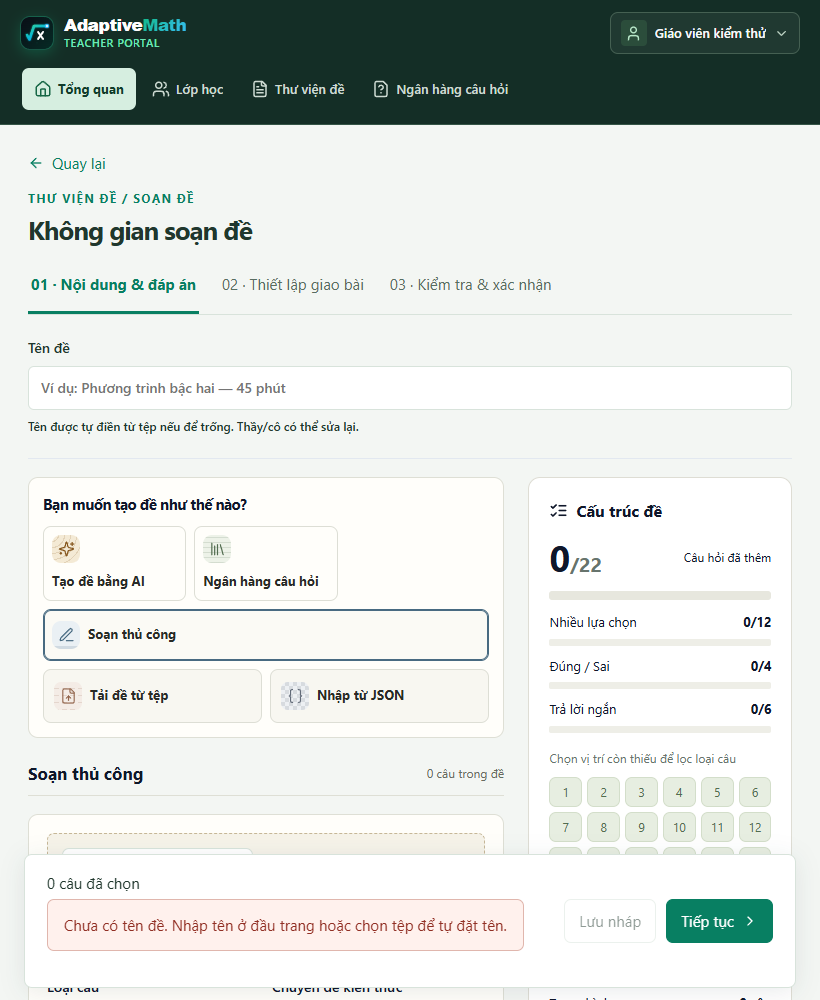 AdaptiveMath
TEACHER PORTAL
Giáo viên kiểm thử
Tổng quan
Lớp học
Thư viện đề
Ngân hàng câu hỏi
Quay lại
THƯ VIỆN ĐỀ / SOẠN ĐỀ
Không gian soạn đề
01 · Nội dung & đáp án
02 · Thiết lập giao bài
03 · Kiểm tra & xác nhận
Tên đề
Ví dụ: Phương trình bậc hai — 45 phút
Tên được tự điền từ tệp nếu để trống. Thầy/cô có thể sửa lại.
Bạn muốn tạo đề như thế nào?
Tạo đề bằng AI
Ngân hàng câu hỏi
Soạn thủ công
Tải đề từ tệp
Nhập từ JSON
Cấu trúc đề
0/22
Câu hỏi đã thêm
Nhiều lựa chọn 0/12
Đúng / Sai 0/4
Trả lời ngắn 0/6
Chọn vị trí còn thiếu để lọc loại câu
1 2 3 4 5 6
7 8 9 10 11 12
Soạn thủ công
0 câu trong đề
0 câu đã chọn
Chưa có tên đề. Nhập tên ở đầu trang hoặc chọn tệp để tự đặt tên.
Lưu nháp
Tiếp tục
Loại câu
Chuyên đề kiến thức